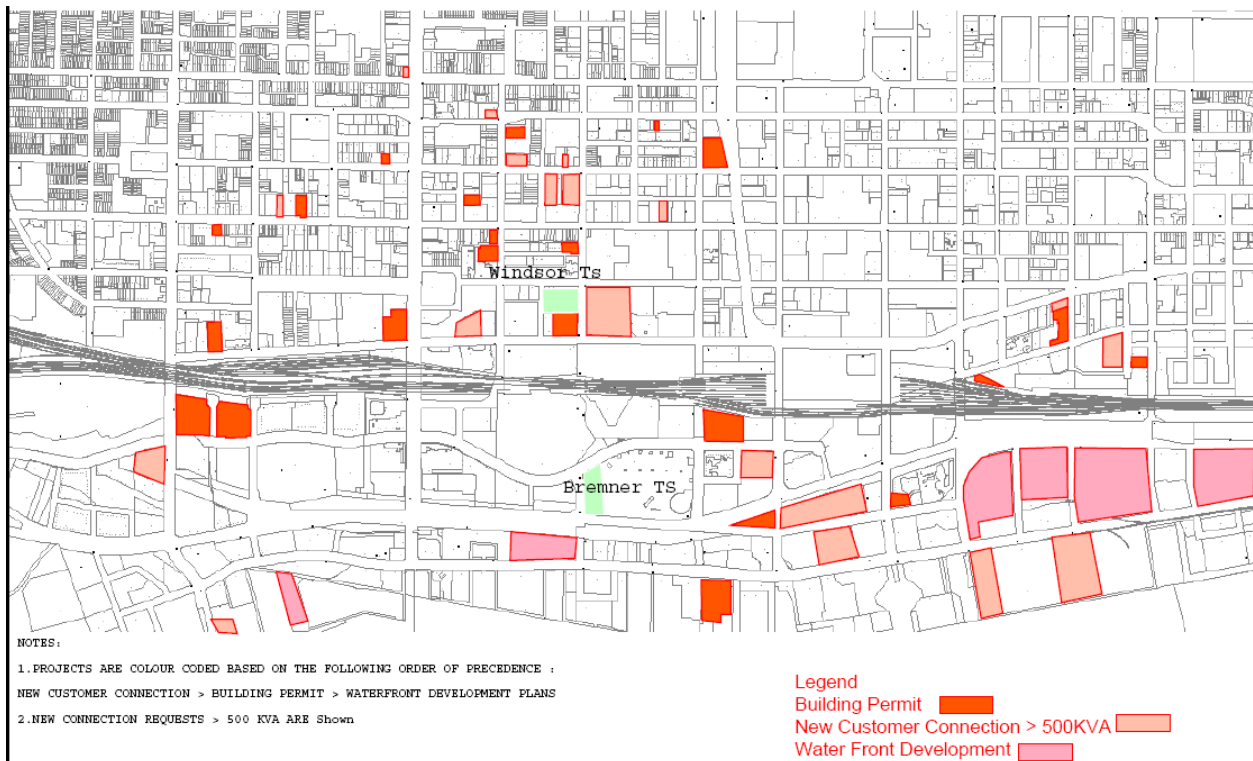 Windsor Ts
Bremner TS
NOTES:
1.PROJECTS ARE COLOUR CODED BASED ON THE FOLLOWING ORDER OF PRECEDENCE :
NEW CUSTOMER CONNECTION > BUILDING PERMIT > WATERFRONT DEVELOPMENT PLANS
2.NEW CONNECTION REQUESTS > 500 KVA ARE Shown
Legend
Building Permit
New Customer Connection > 500KVA
Water Front Development